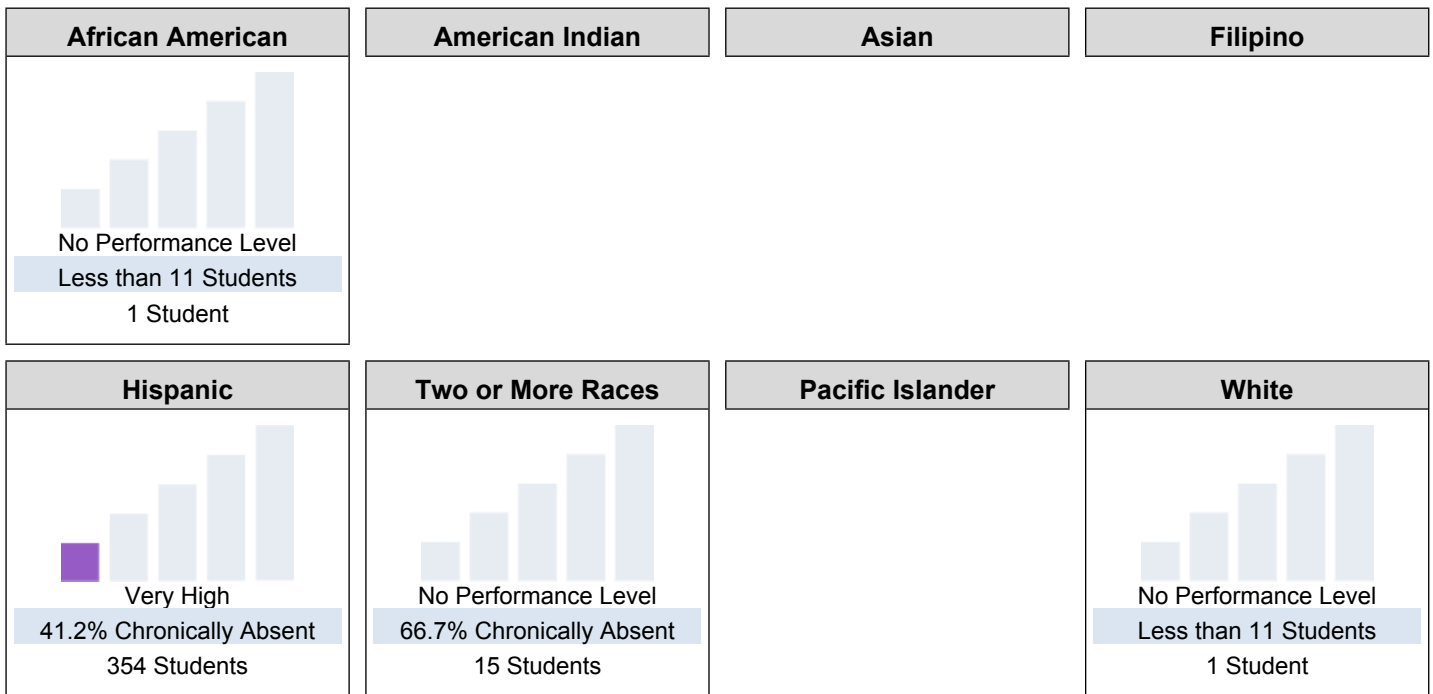 African American
American Indian
Asian
Filipino
No Performance Level
Less than 11 Students
1 Student
Hispanic
Two or More Races
Pacific Islander
White
Very High
41.2% Chronically Absent
354 Students
No Performance Level
66.7% Chronically Absent
15 Students
No Performance Level
Less than 11 Students
1 Student